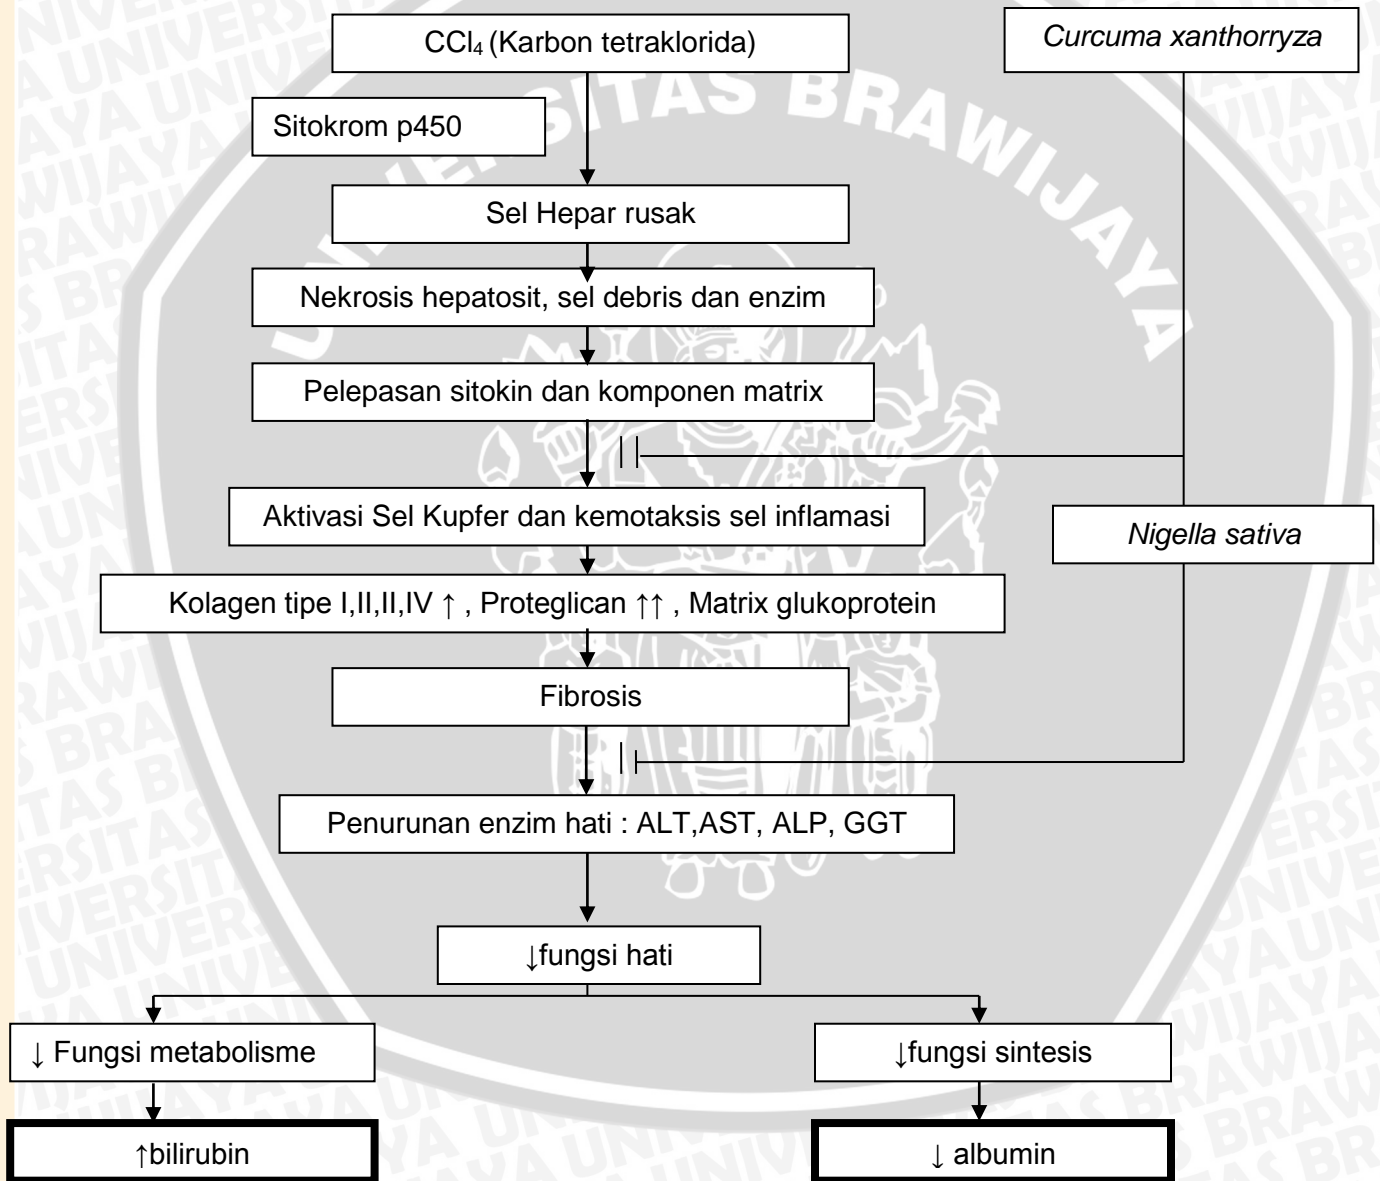 CCl₄ (Karbon tetraklorida)
Curcuma xanthorryza
Sitokrom p450
Sel Hepar rusak
Nekrosis hepatosit, sel debris dan enzim
Pelepasan sitokin dan komponen matrix
Aktivasi Sel Kupfer dan kemotaksis sel inflamasi
Nigella sativa
Kolagen tipe I,II,II,IV ↑ , Proteglican ↑↑ , Matrix glukoprotein
Fibrosis
Penurunan enzim hati : ALT,AST, ALP, GGT
↓fungsi hati
↓ Fungsi metabolisme
↓fungsi sintesis
↑bilirubin
↓ albumin
UNIVERSITAS BRAWIJAYA